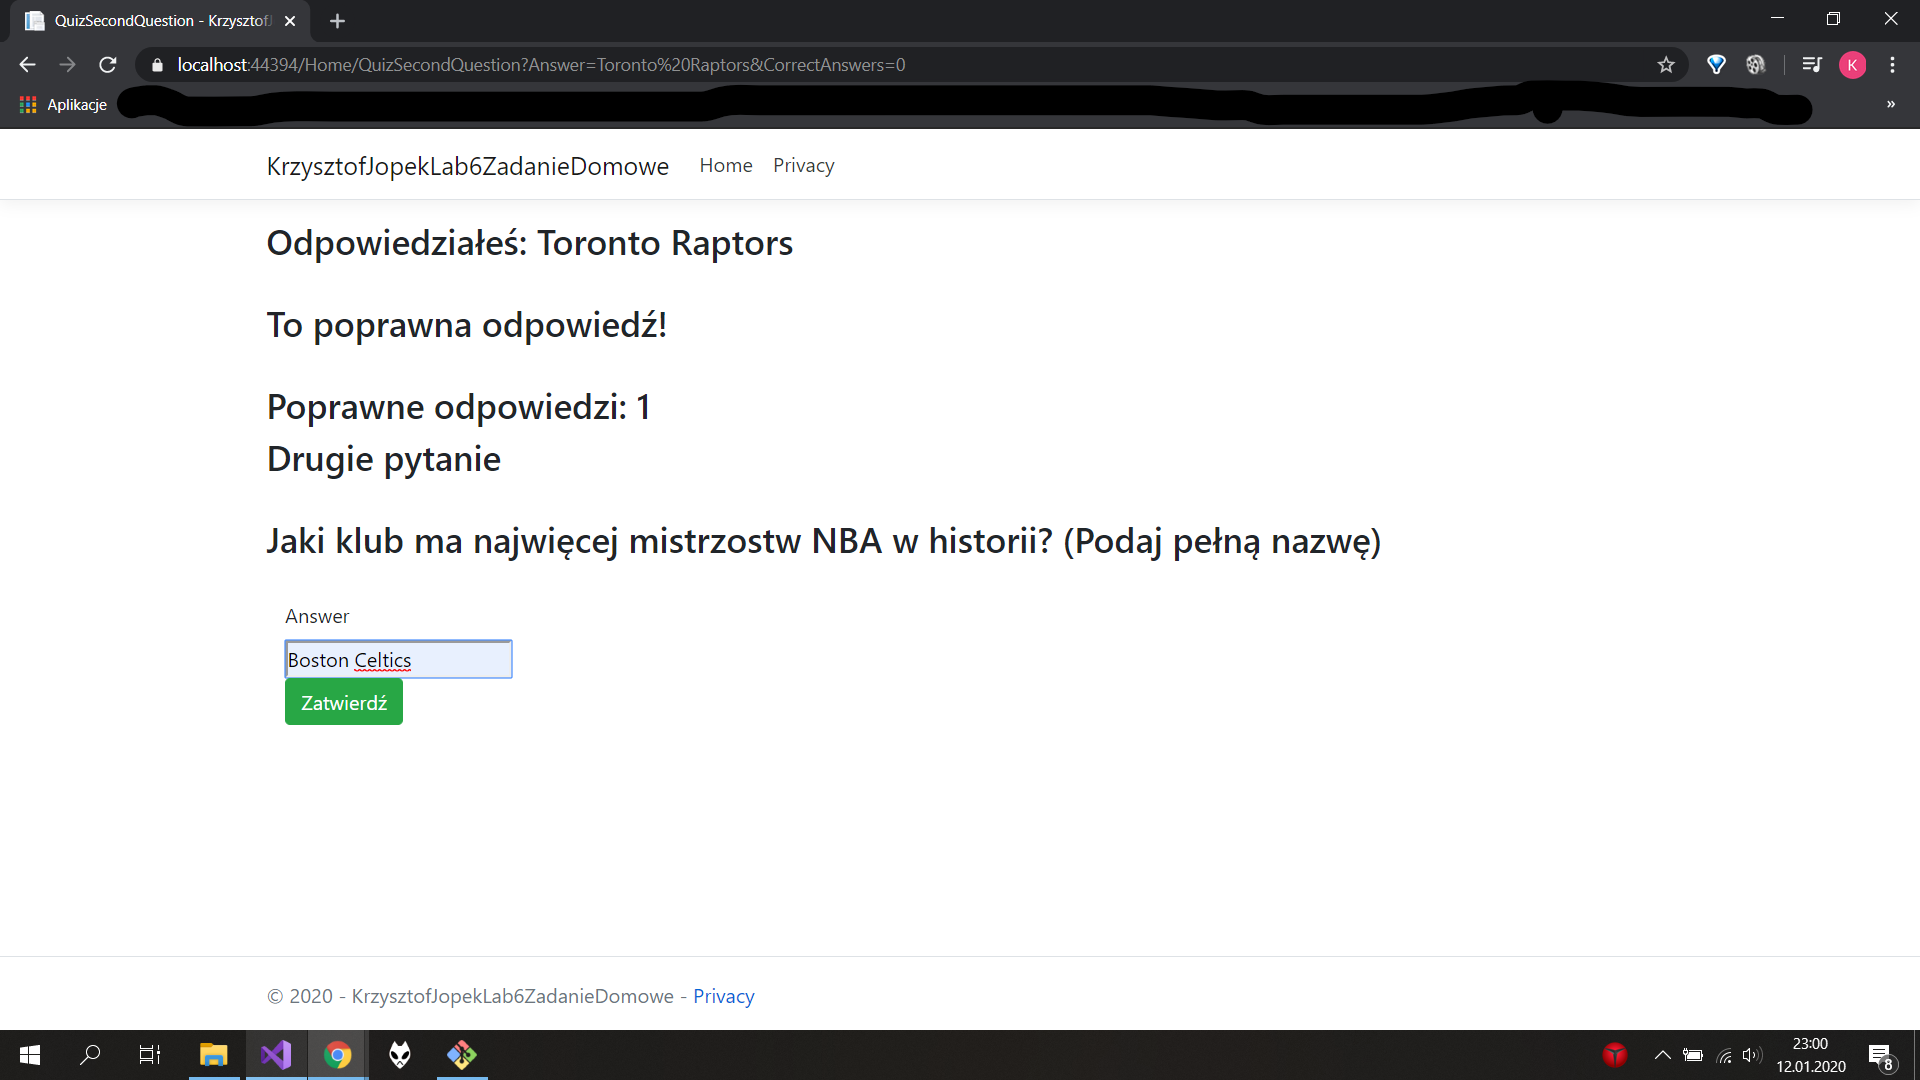 QuizSecondQuestion - Krzysztof
localhost:44394/Home/QuizSecondQuestion?Answer=Toronto%20Raptors&CorrectAnswers=0
K
Aplikacje
»
KrzysztofJopekLab6ZadanieDomowe Home Privacy
Odpowiedziałeś: Toronto Raptors
To poprawna odpowiedź!
Poprawne odpowiedzi: 1
Drugie pytanie
Jaki klub ma najwięcej mistrzostw NBA w historii? (Podaj pełną nazwę)
Answer
Boston Celtics
Zatwierdź
© 2020 - KrzysztofJopekLab6ZadanieDomowe - Privacy
23:00
12.01.2020
8